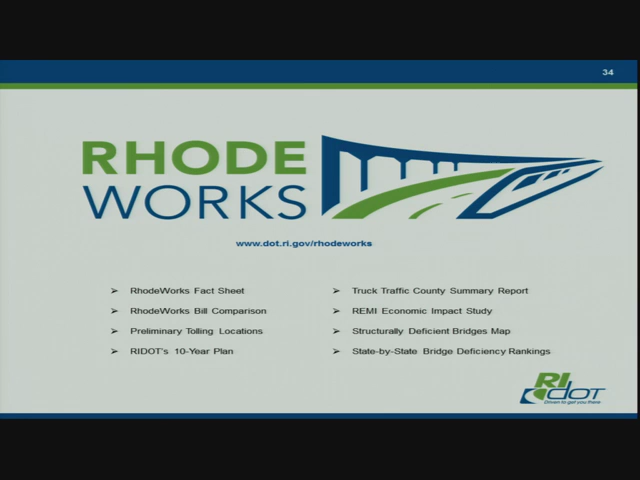 34
RHODE
WORKS
www.dot.ri.gov/rhodeworks
➢ RhodeWorks Fact Sheet
➢ RhodeWorks Bill Comparison
➢ Preliminary Tolling Locations
➢ RIDOT's 10-Year Plan
➢ Truck Traffic County Summary Report
➢ REMI Economic Impact Study
➢ Structurally Deficient Bridges Map
➢ State-by-State Bridge Deficiency Rankings
RI
DOT
Driven to get you there